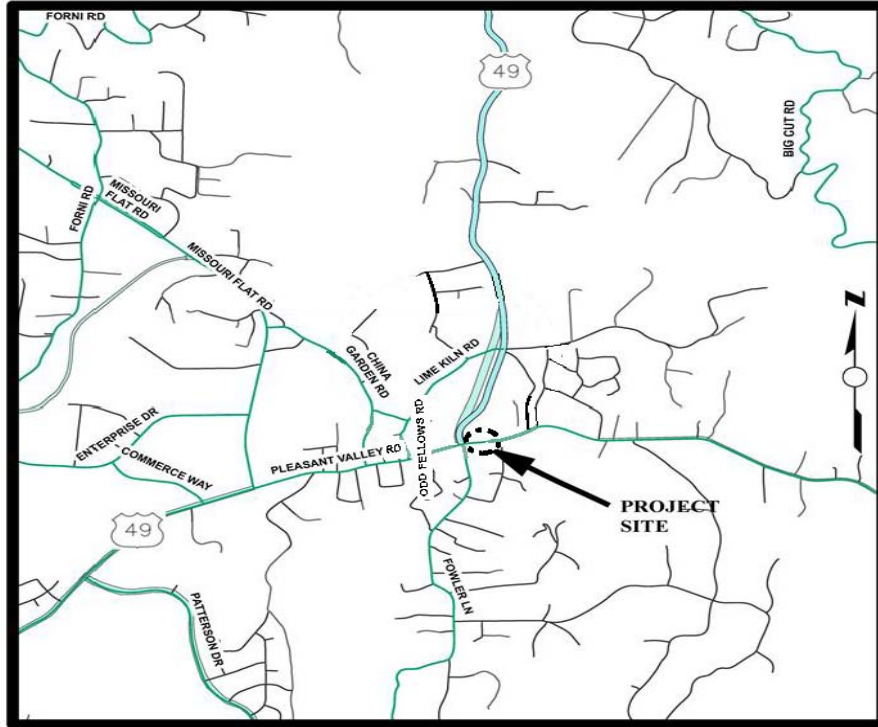 FORNI RD
49
BIG CUT RD
FORNI RD
MISSOURI
FLAT RD
MISSOURI FLAT RD
N
CHINA
GARDEN RD
LIME KILN RD
ODD FELLOWS RD
ENTERPRISE DR
COMMERCE WAY
PLEASANT VALLEY RD
PROJECT
SITE
49
FOWLER LN
PATTERSON DR